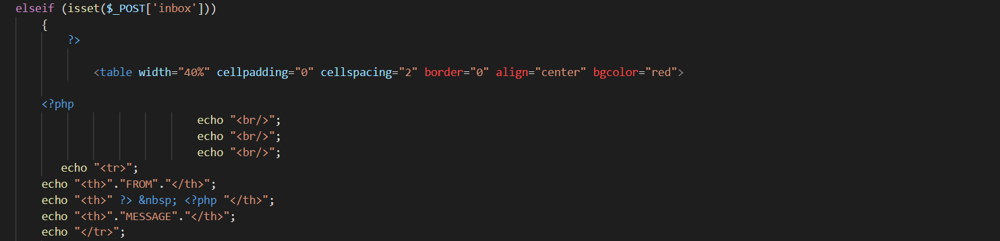 elseif (isset($_POST['inbox']))
{
?>
<table width="40%" cellpadding="0" cellspacing="2" border="0" align="center" bgcolor="red">
<?php
echo "<br/>";
echo "<br/>";
echo "<br/>";
echo "<tr>";
echo "<th>"."FROM"."</th>";
echo "<th>" ?> &nbsp; <?php "</th>";
echo "<th>"."MESSAGE"."</th>";
echo "</tr>";